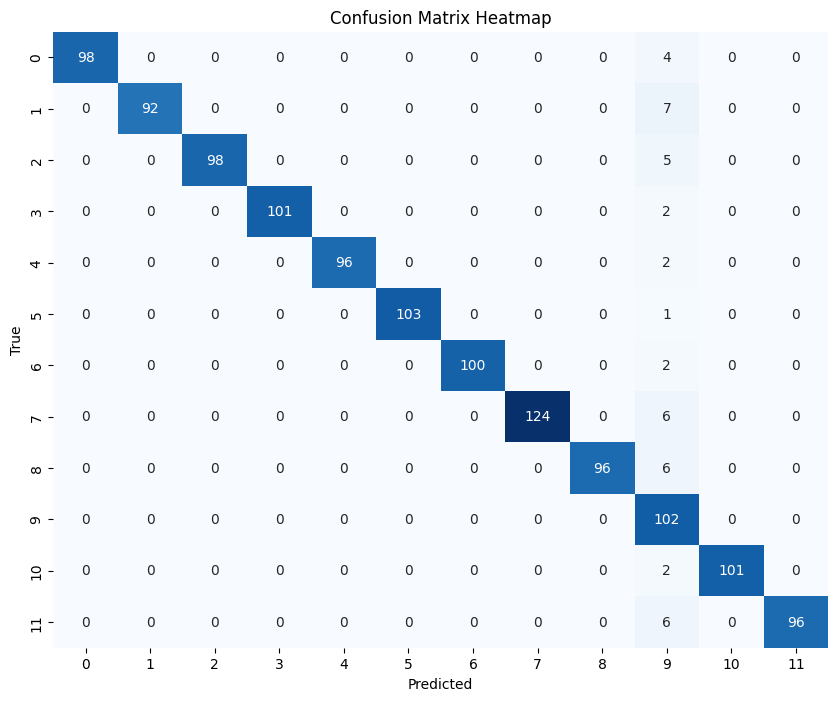 Confusion Matrix Heatmap
0 98 0 0 0 0 0 0 0 0 4 0 0
1 0 92 0 0 0 0 0 0 0 7 0 0
2 0 0 98 0 0 0 0 0 0 5 0 0
3 0 0 0 101 0 0 0 0 0 2 0 0
4 0 0 0 0 96 0 0 0 0 2 0 0
5 0 0 0 0 0 103 0 0 0 1 0 0
True
6 0 0 0 0 0 0 100 0 0 2 0 0
7 0 0 0 0 0 0 0 124 0 6 0 0
8 0 0 0 0 0 0 0 0 96 6 0 0
9 0 0 0 0 0 0 0 0 0 102 0 0
10 0 0 0 0 0 0 0 0 0 2 101 0
11 0 0 0 0 0 0 0 0 0 6 0 96
0 1 2 3 4 5 6 7 8 9 10 11
Predicted